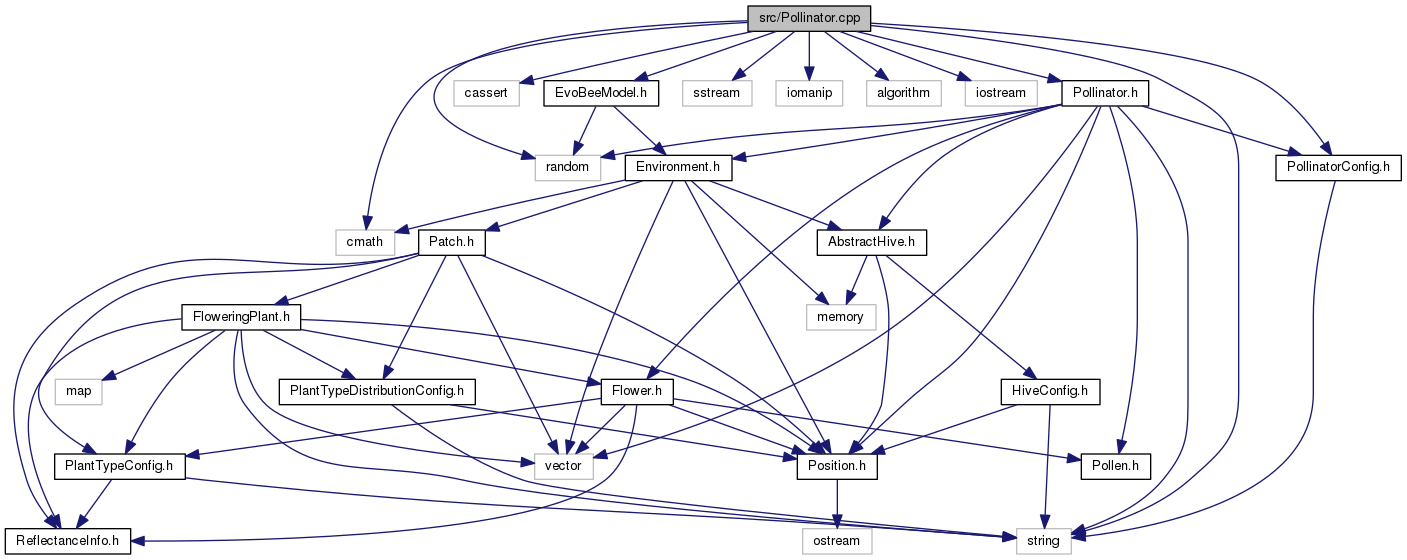 src/Pollinator.cpp
cassert
EvoBeeModel.h
sstream
iomanip
algorithm
iostream
Pollinator.h
random
Environment.h
PollinatorConfig.h
cmath
Patch.h
AbstractHive.h
memory
FloweringPlant.h
map
PlantTypeDistributionConfig.h
Flower.h
HiveConfig.h
PlantTypeConfig.h
vector
Position.h
Pollen.h
ReflectanceInfo.h
ostream
string